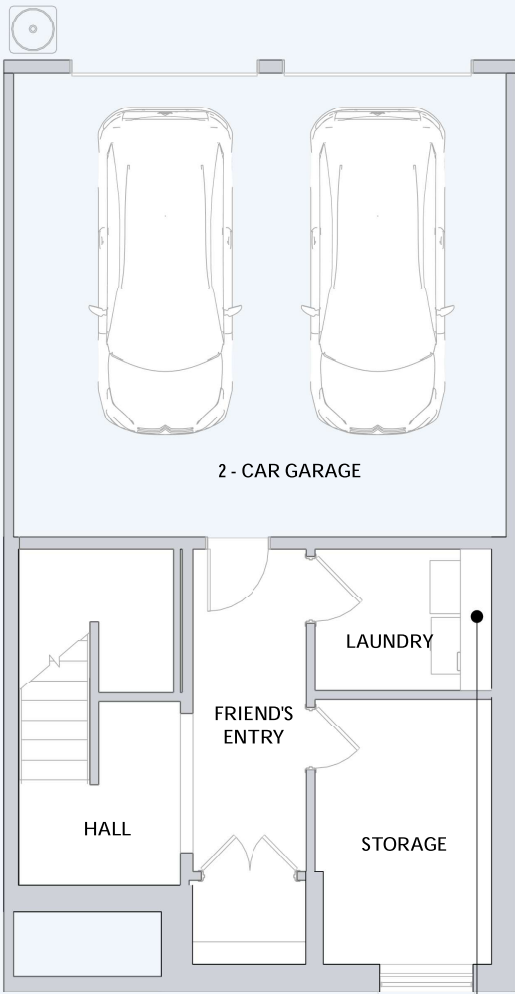 2 - CAR GARAGE
LAUNDRY
FRIEND'S
ENTRY
HALL
STORAGE